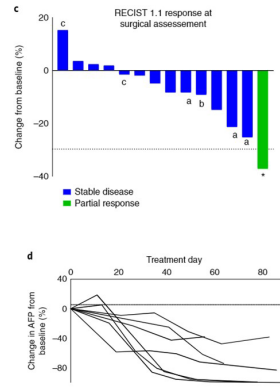 c
RECIST 1.1 response at
surgical assessement
Change from baseline (%)
20
0
−20
−40
c
c
a
b
a
a
*
Stable disease
Partial response
d
Treatment day
0
20
40
60
80
Change in AFP from
baseline (%)
40
0
−40
−80